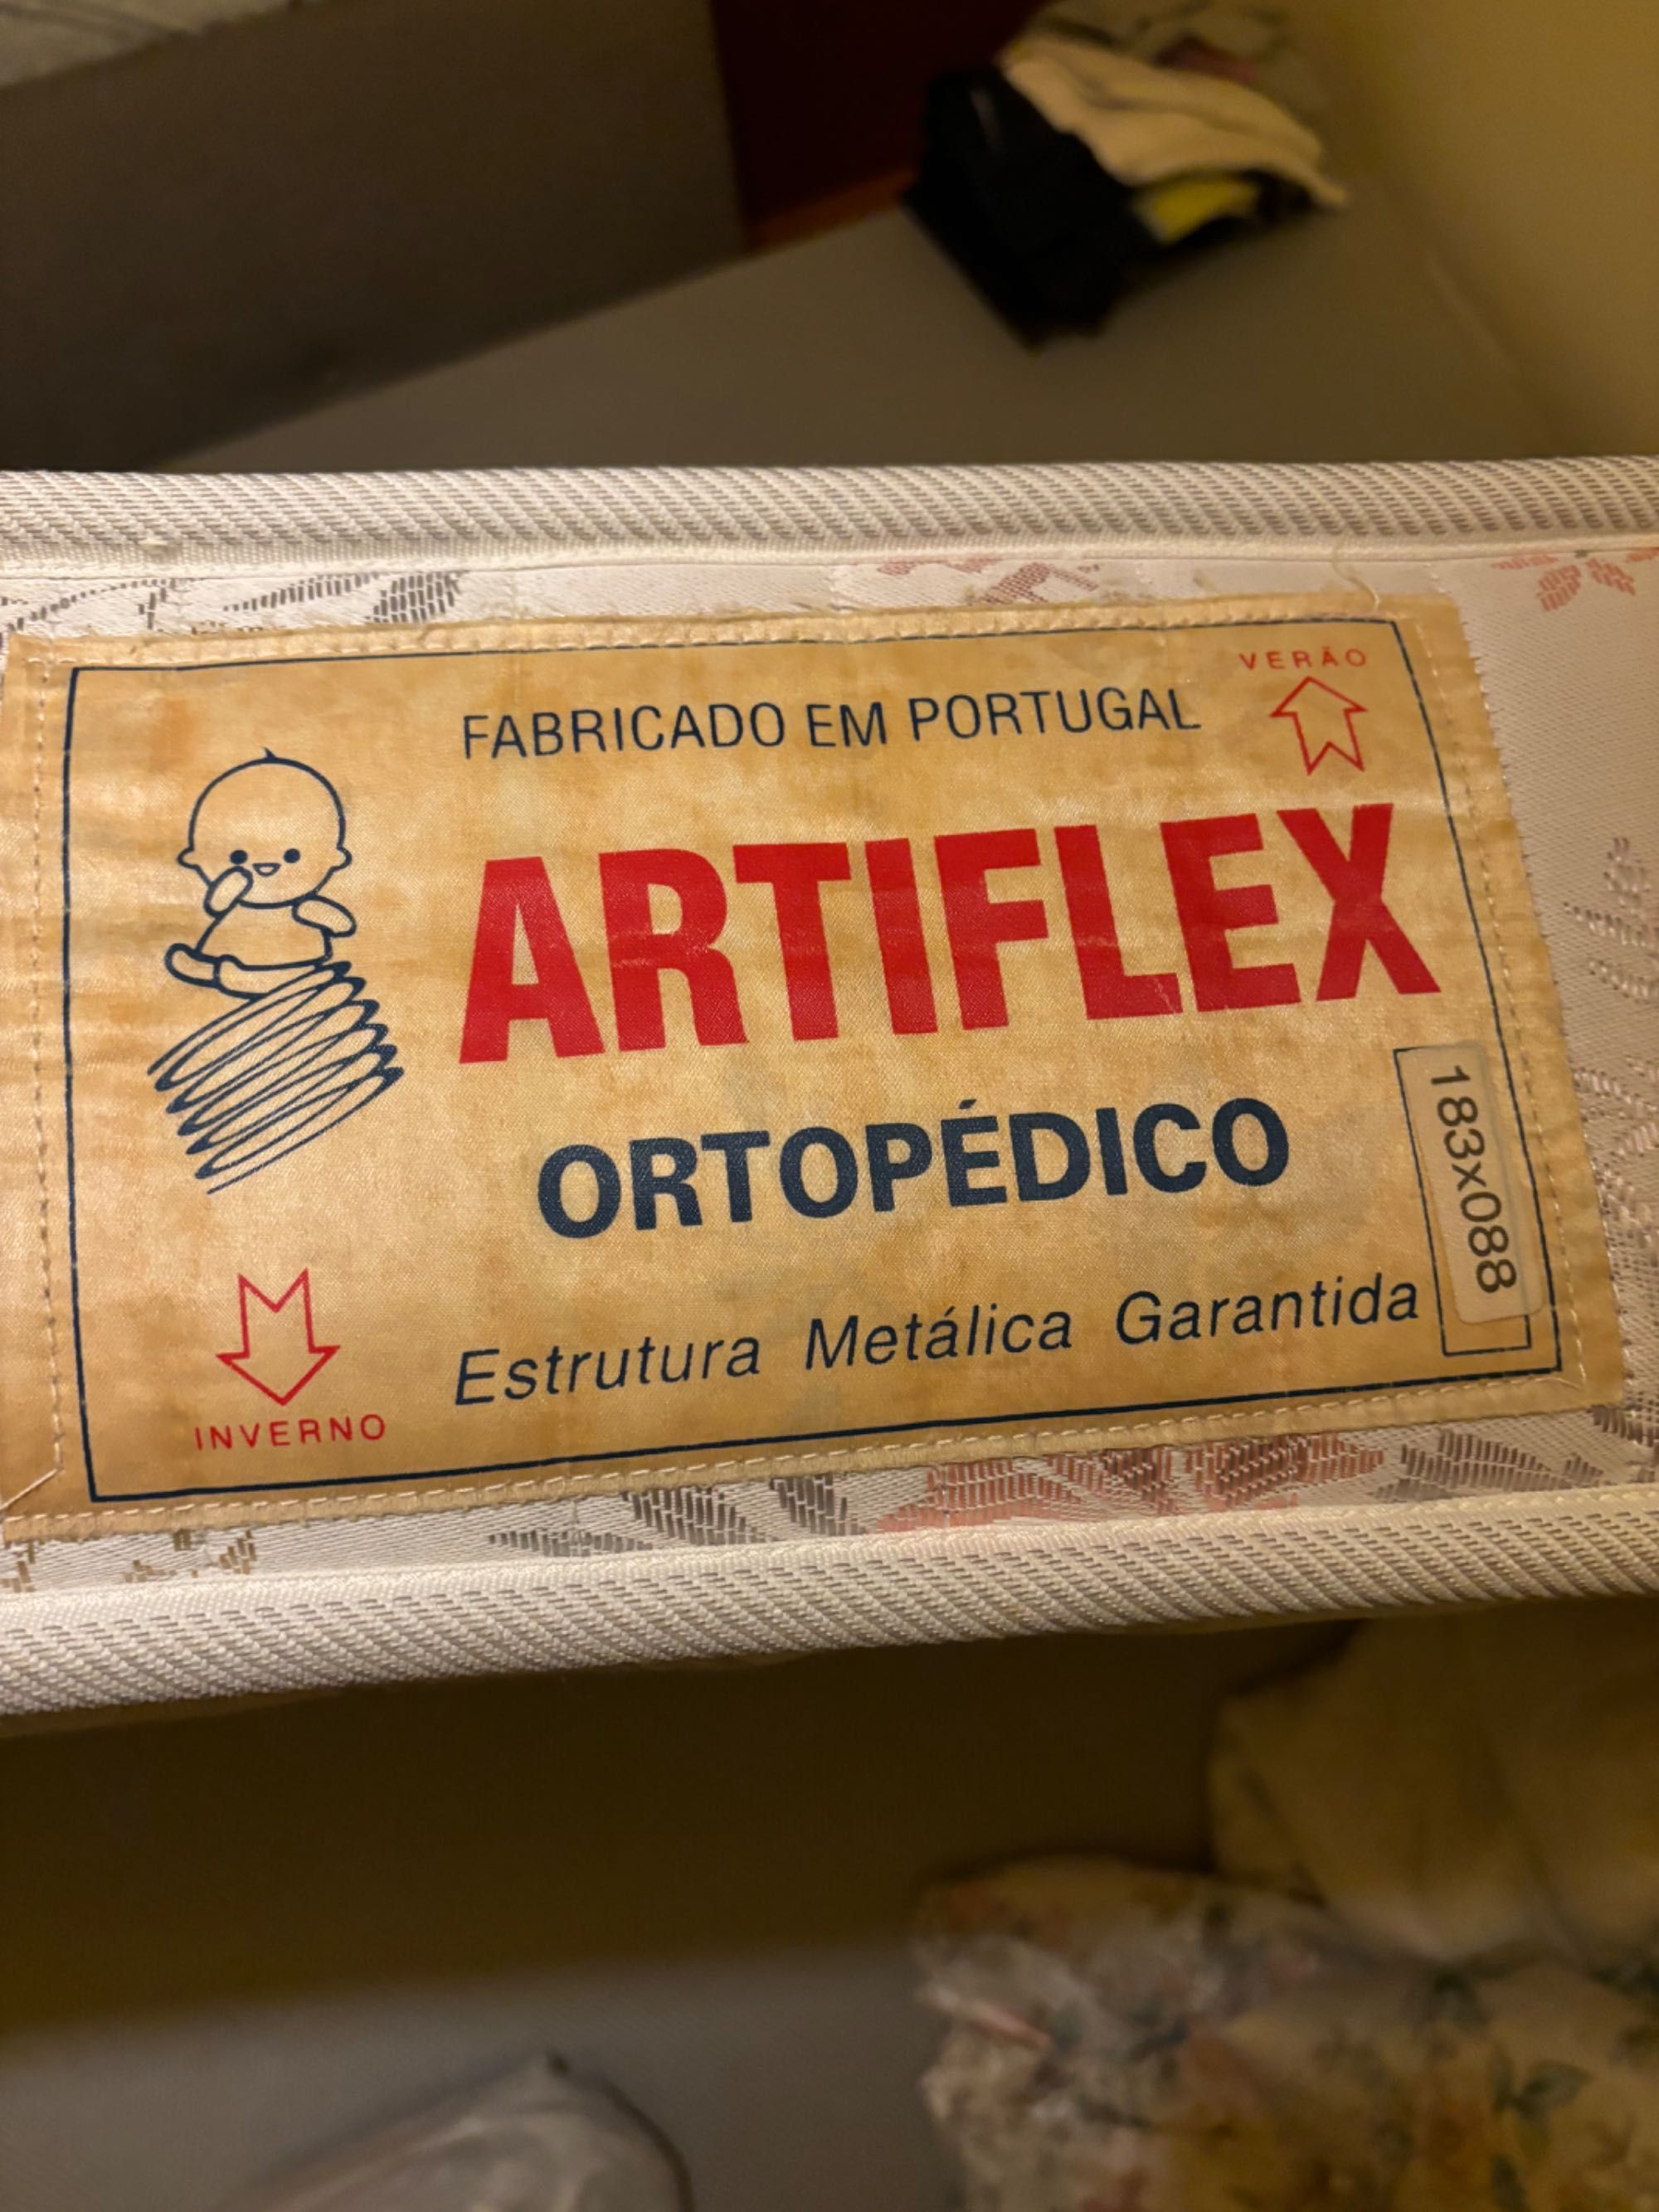 VERÃO
FABRICADO EM PORTUGAL
ARTIFLEX
ORTOPÉDICO
183x088
Estrutura Metálica Garantida
INVERNO